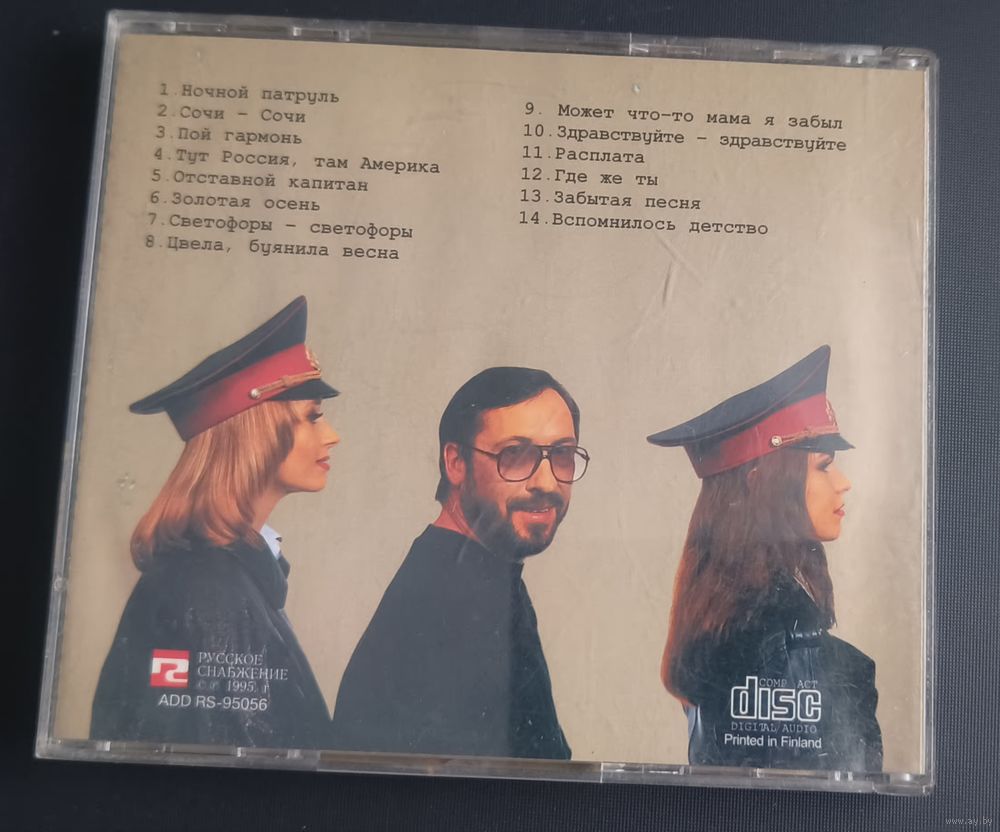 1.Ночной патруль
2.Сочи - Сочи
3.Пой гармонь
4.Тут Россия, там Америка
5.Отставной капитан
6.Золотая осень
7.Светофоры - светофоры
8.Цвела, буянила весна
9. Может что-то мама я забыл
10.Здравствуйте - здравствуйте
11.Расплата
12.Где же ты
13.Забытая песня
14.Вспомнилось детство
РУССКОЕ
СНАБЖЕНИЕ
1995 г
ADD RS-95056
COMPACT
disc
DIGITAL AUDIO
Printed in Finland
www.ay.by